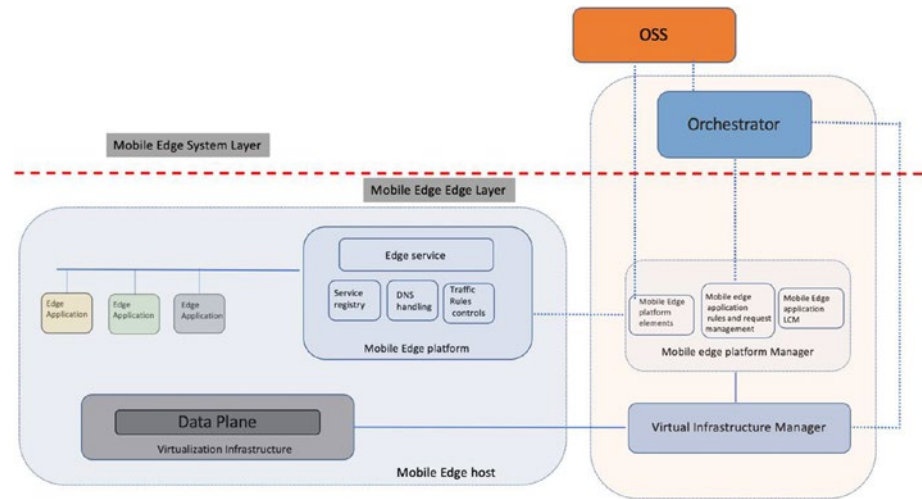 OSS
Orchestrator
Mobile Edge System Layer
Mobile Edge Edge Layer
Edge service
Service
registry
DNS
handling
Traffic
Rules
controls
Mobile Edge platform
Edge
Application
Edge
Application
Edge
Application
Mobile Edge
platform
elements
Mobile edge
application
rules and request
management
Mobile Edge
application
LCM
Mobile edge platform Manager
Data Plane
Virtualization Infrastructure
Virtual Infrastructure Manager
Mobile Edge host